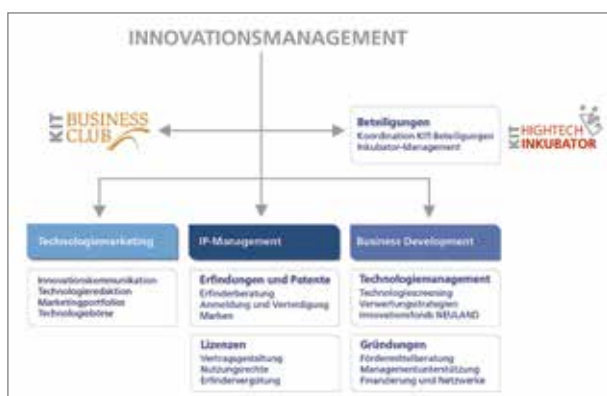 INNOVATIONSMANAGEMENT
KIT BUSINESS CLUB
Beteiligungen
Koordination KIT-Beteiligungen
Inkubator-Management
KIT HIGHTECH INKUBATOR
Technologiemarketing
Innovationskommunikation
Technologieredaktion
Marketingportfolios
Technologiebörse
IP-Management
Erfindungen und Patente
Erfinderberatung
Anmeldung und Verteidigung
Marken
Lizenzen
Vertragsgestaltung
Nutzungsrechte
Erfindervergütung
Business Development
Technologiemanagement
Technologiescreening
Verwertungsstrategien
Innovationsfonds NEULAND
Gründungen
Fördermittelberatung
Managementunterstützung
Finanzierung und Netzwerke